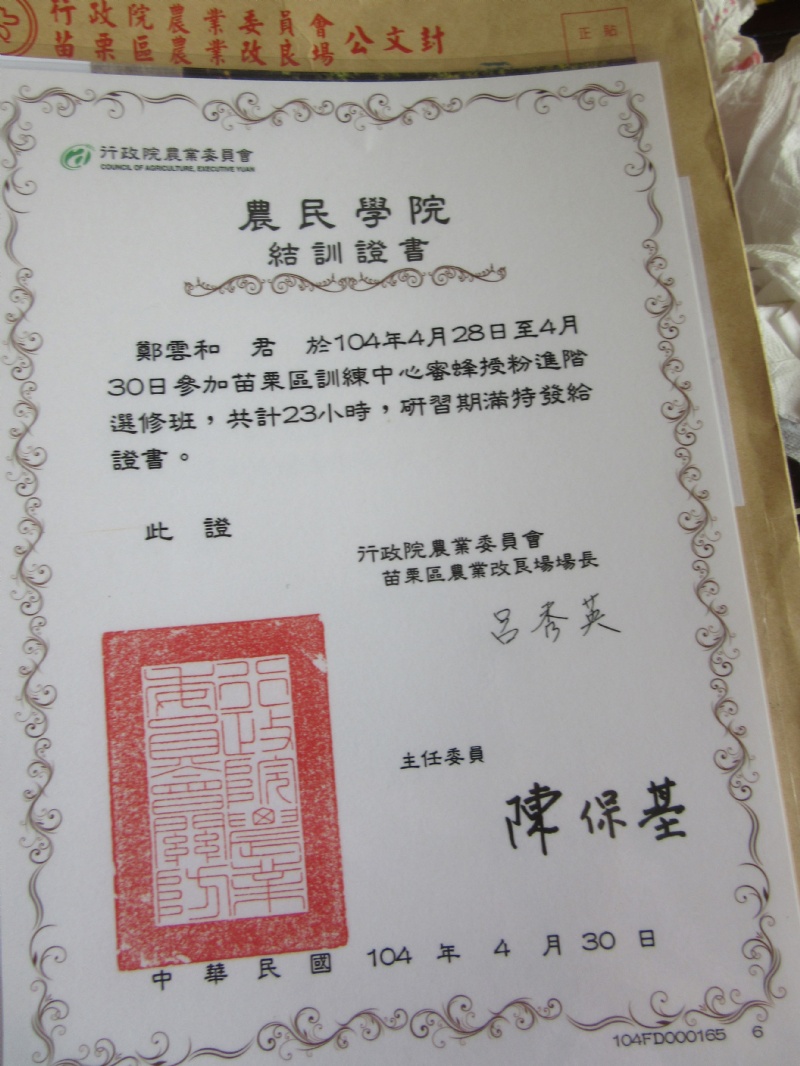 行政院農業委員會
苗栗區農業改良場公文封
正貼
行政院農業委員會
COUNCIL OF AGRICULTURE, EXECUTIVE YUAN
農民學院
結訓證書
鄭雲和 君 於104年4月28日至4月
30日參加苗栗區訓練中心蜜蜂授粉進階
選修班，共計23小時，研習期滿特發給
證書。
此證
行政院農業委員會
苗栗區農業改良場場長
呂秀英
主任委員
陳保基
中華民國 104 年 4 月 30 日
104FD000165 6